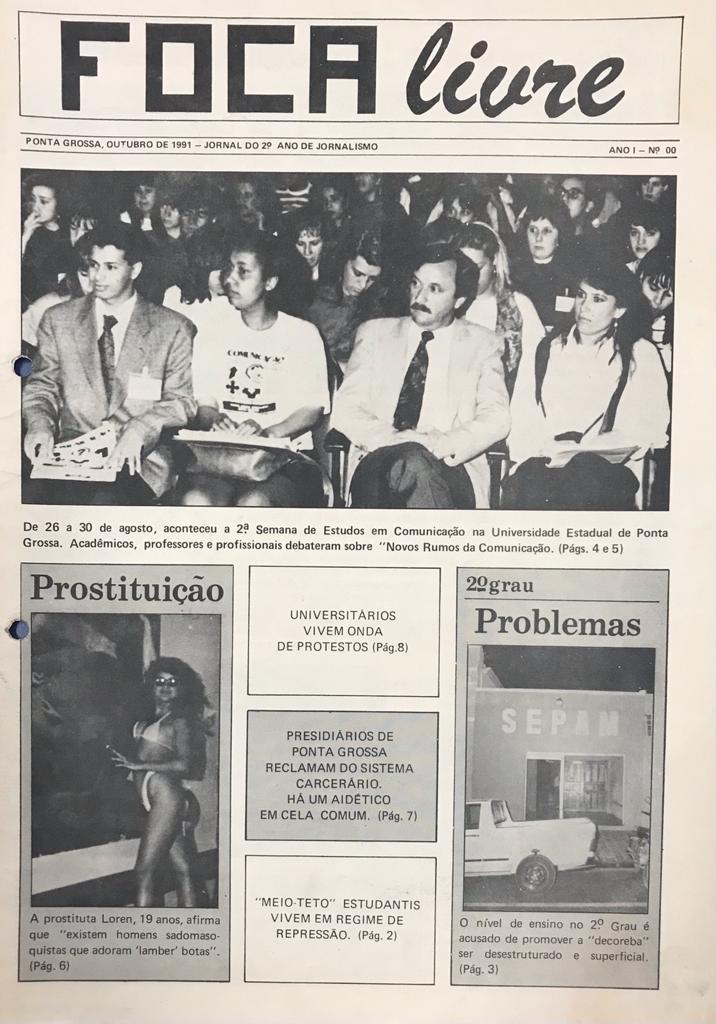 FOCA livre
PONTA GROSSA, OUTUBRO DE 1991 – JORNAL DO 2º ANO DE JORNALISMO
ANO I – Nº 00
COMUNICAÇÃO
De 26 a 30 de agosto, aconteceu a 2ª Semana de Estudos em Comunicação na Universidade Estadual de Ponta
Grossa. Acadêmicos, professores e profissionais debateram sobre "Novos Rumos da Comunicação. (Págs. 4 e 5)
Prostituição
A prostituta Loren, 19 anos, afirma
que "existem homens sadomaso-
quistas que adoram 'lamber' botas".
(Pág. 6)
UNIVERSITÁRIOS
VIVEM ONDA
DE PROTESTOS (Pág.8)
PRESIDIÁRIOS DE
PONTA GROSSA
RECLAMAM DO SISTEMA
CARCERÁRIO.
HÁ UM AIDÉTICO
EM CELA COMUM. (Pág. 7)
"MEIO-TETO" ESTUDANTIS
VIVEM EM REGIME DE
REPRESSÃO. (Pág. 2)
2º grau
Problemas
SEPAM
O nível de ensino no 2º Grau é
acusado de promover a "decoreba"
ser desestruturado e superficial.
(Pág. 3)